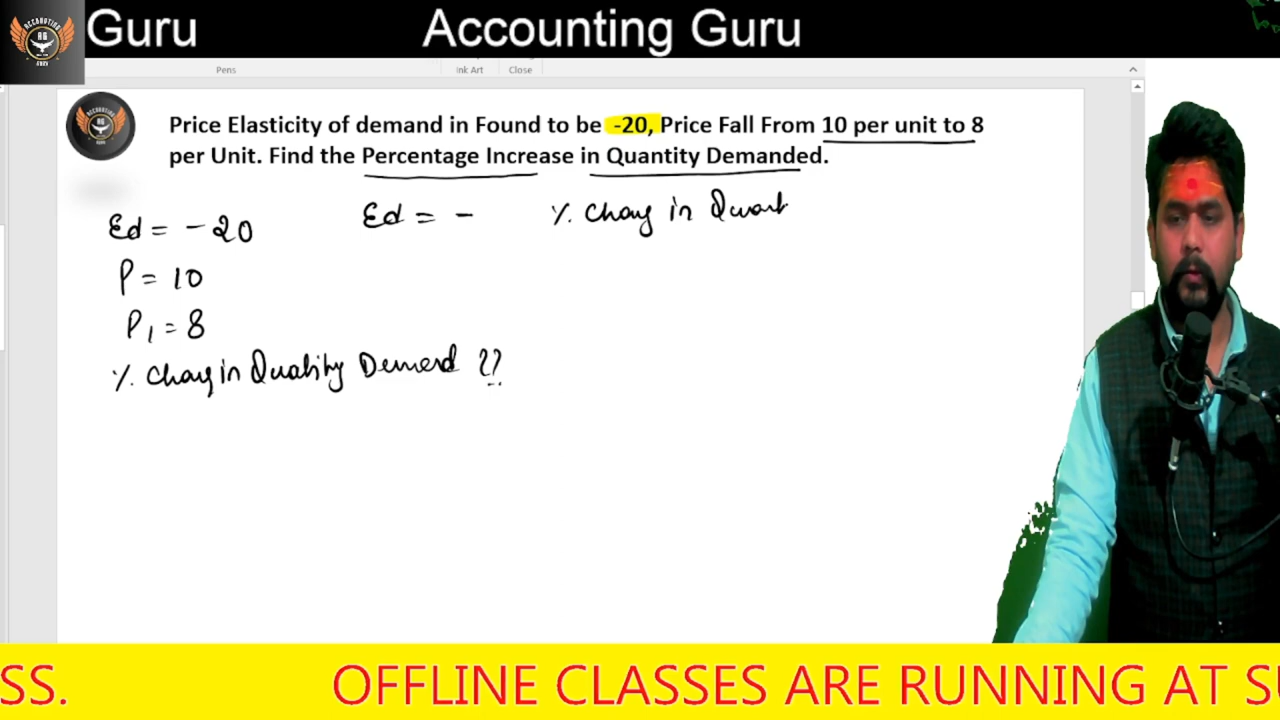 Guru
Accounting Guru
Pens
Ink Art
Close
Price Elasticity of demand in Found to be -20, Price Fall From 10 per unit to 8
per Unit. Find the Percentage Increase in Quantity Demanded.
Ed = - % Chang in Quant
Ed = -20
P = 10
P1 = 8
% Chang in Quality Demand ??
SS. OFFLINE CLASSES ARE RUNNING AT S